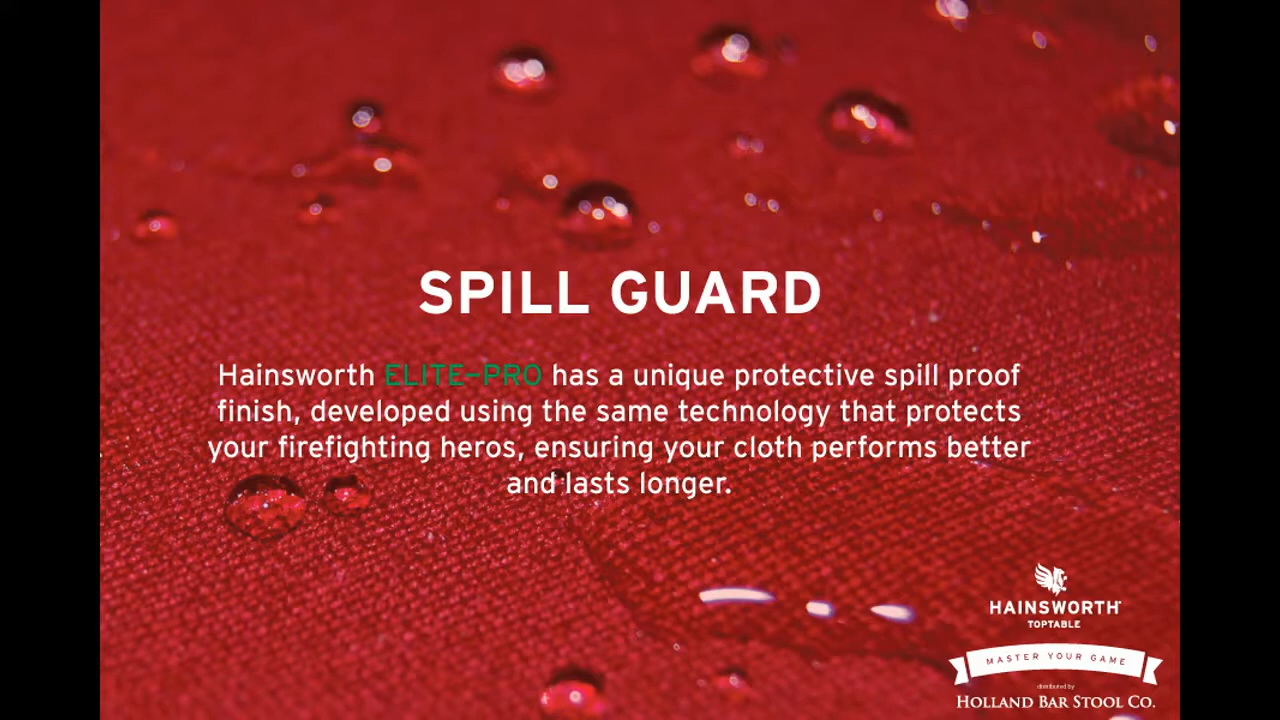 SPILL GUARD
Hainsworth ELITE–PRO has a unique protective spill proof
finish, developed using the same technology that protects
your firefighting heros, ensuring your cloth performs better
and lasts longer.
HAINSWORTH
TOPTABLE
MASTER YOUR GAME
distributed by
HOLLAND BAR STOOL CO.